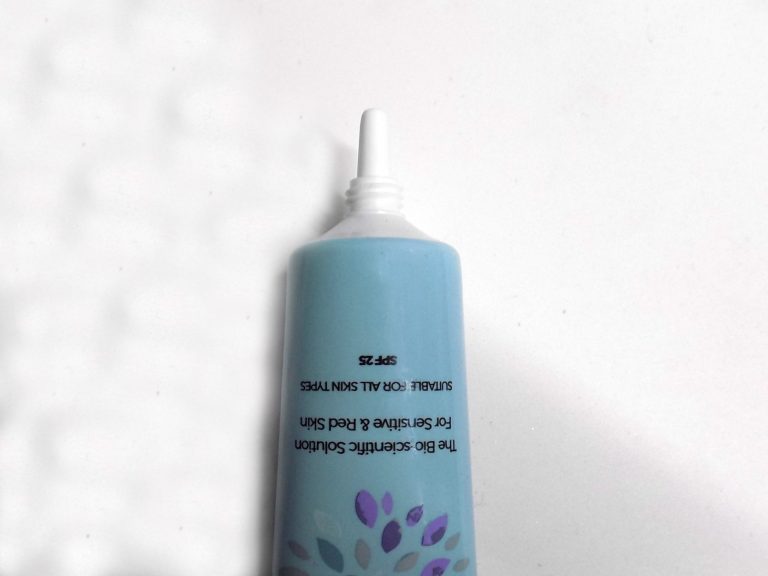 The Bio-scientific Solution
For Sensitive & Red Skin
SUITABLE FOR ALL SKIN TYPES
SPF 25